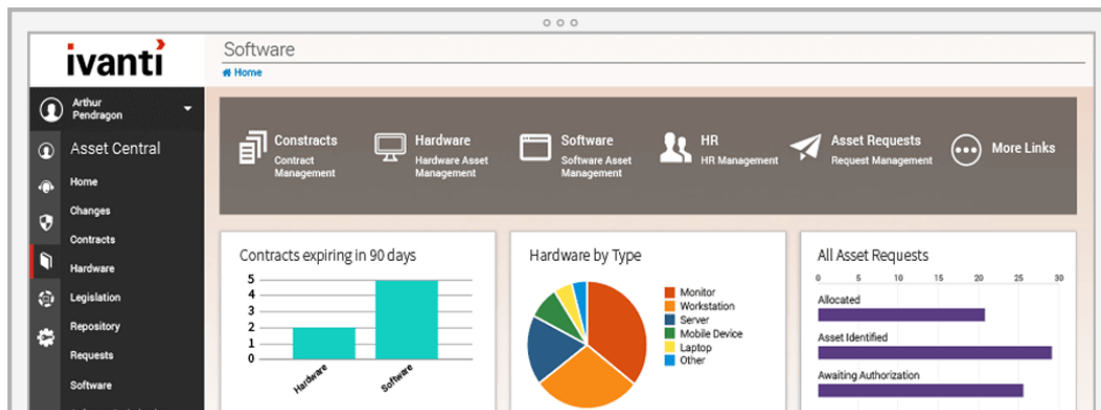 ivanti
Software
Home
Arthur
Pendragon
Asset Central
Home
Changes
Contracts
Hardware
Legislation
Repository
Requests
Software
Constracts
Contract
Management
Hardware
Hardware Asset
Management
Software
Software Asset
Management
HR
HR Management
Asset Requests
Request Management
More Links
Contracts expiring in 90 days
5
4
3
2
1
0
Hardware
Software
Hardware by Type
Monitor
Workstation
Server
Mobile Device
Laptop
Other
All Asset Requests
0 5 10 15 20 25 30
Allocated
Asset Identified
Awaiting Authorization